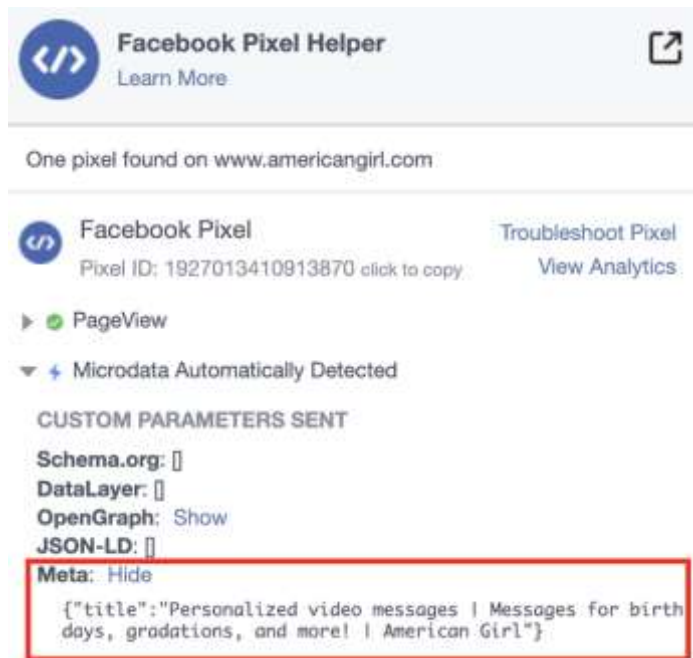 </>
Facebook Pixel Helper
Learn More
One pixel found on www.americangirl.com
</>
Facebook Pixel
Troubleshoot Pixel
Pixel ID: 1927013410913870 click to copy
View Analytics
PageView
Microdata Automatically Detected
CUSTOM PARAMETERS SENT
Schema.org: []
DataLayer: []
OpenGraph: Show
JSON-LD: []
Meta: Hide
{"title":"Personalized video messages | Messages for birth
days, gradations, and more! | American Girl"}